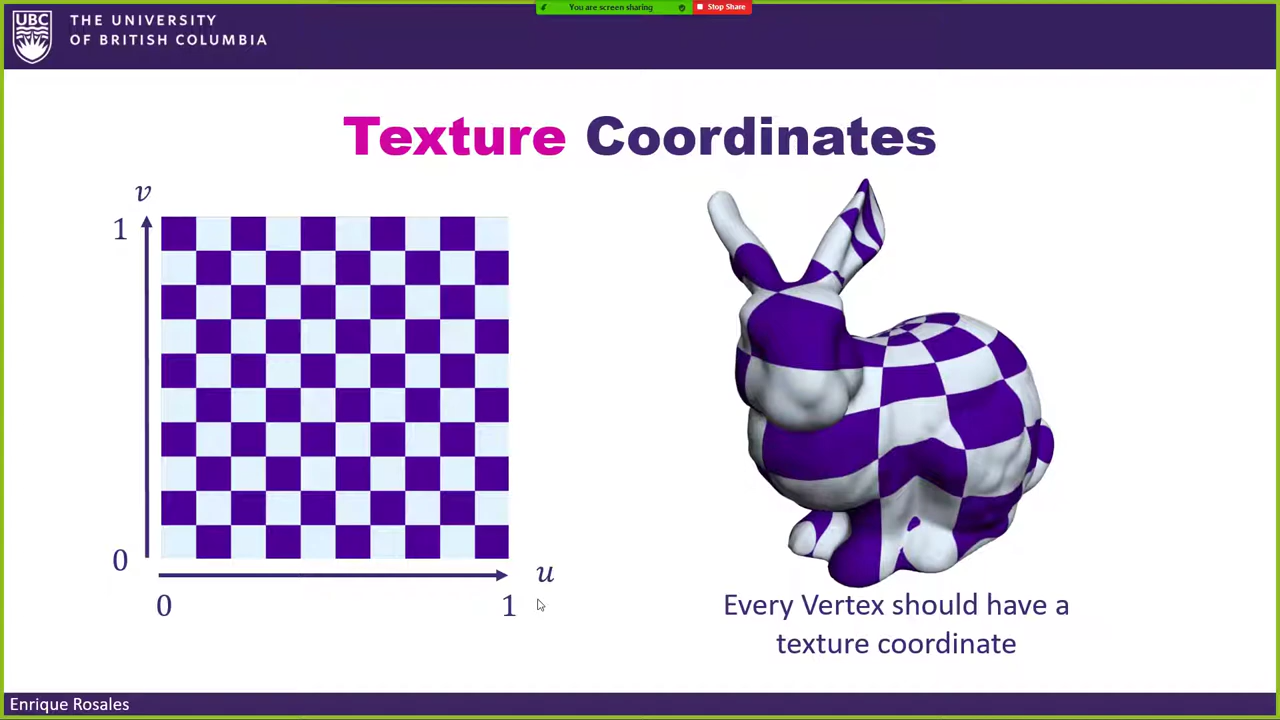 You are screen sharing
Stop Share
UBC
THE UNIVERSITY
OF BRITISH COLUMBIA
Texture Coordinates
v
1
0
u
0
1
Every Vertex should have a
texture coordinate
Enrique Rosales